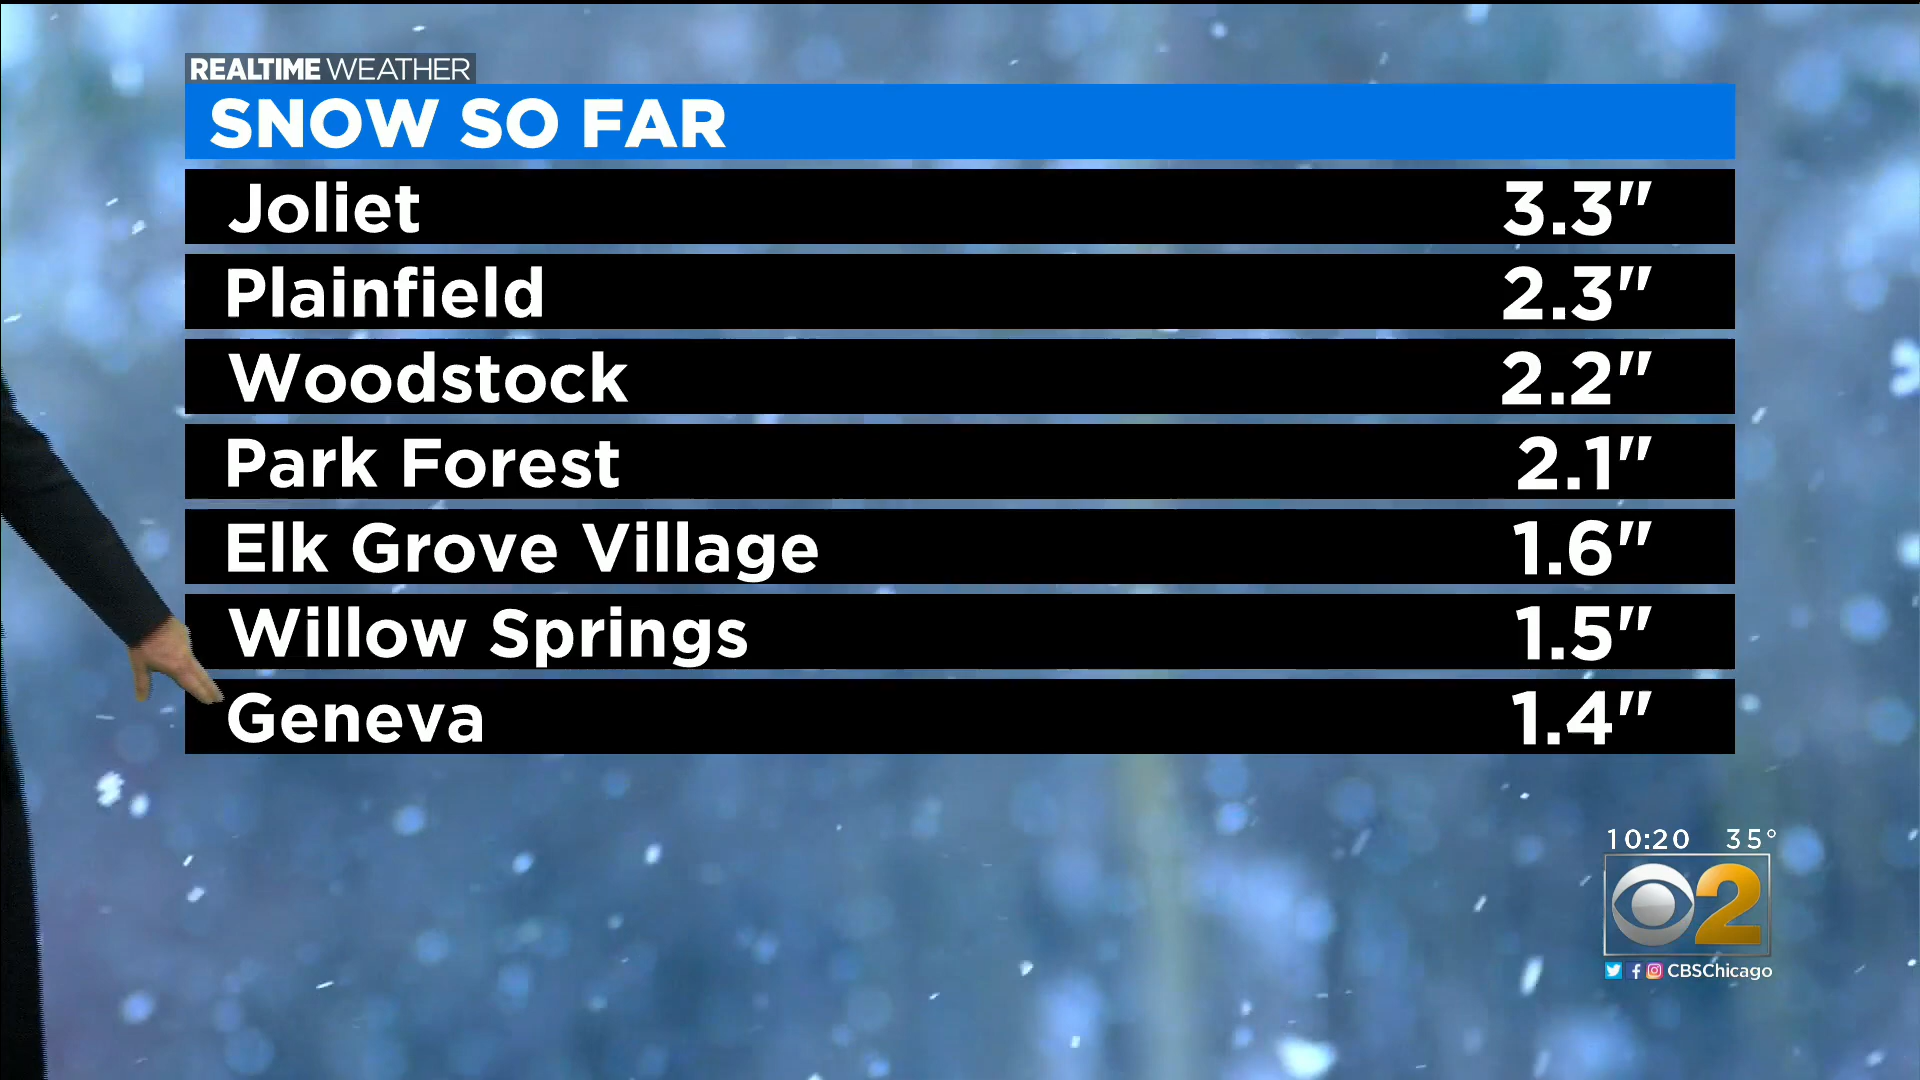 REALTIME WEATHER
SNOW SO FAR
Joliet 3.3"
Plainfield 2.3"
Woodstock 2.2"
Park Forest 2.1"
Elk Grove Village 1.6"
Willow Springs 1.5"
Geneva 1.4"
10:20 35°
2
CBSChicago